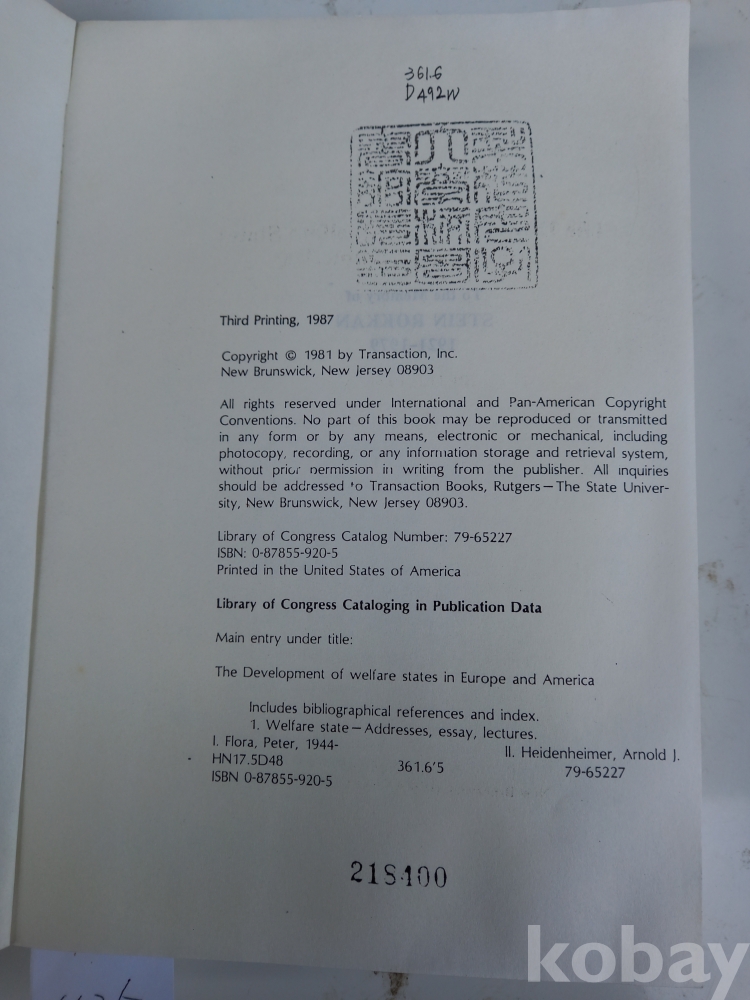 361.6
D492W
Third Printing, 1987
Copyright © 1981 by Transaction, Inc.
New Brunswick, New Jersey 08903
All rights reserved under International and Pan-American Copyright
Conventions. No part of this book may be reproduced or transmitted
in any form or by any means, electronic or mechanical, including
photocopy, recording, or any information storage and retrieval system,
without prior permission in writing from the publisher. All inquiries
should be addressed to Transaction Books, Rutgers—The State Univer-
sity, New Brunswick, New Jersey 08903.
Library of Congress Catalog Number: 79-65227
ISBN: 0-87855-920-5
Printed in the United States of America
Library of Congress Cataloging in Publication Data
Main entry under title:
The Development of welfare states in Europe and America
Includes bibliographical references and index.
1. Welfare state—Addresses, essay, lectures.
I. Flora, Peter, 1944- II. Heidenheimer, Arnold J.
HN17.5D48 361.6'5 79-65227
ISBN 0-87855-920-5
kobay